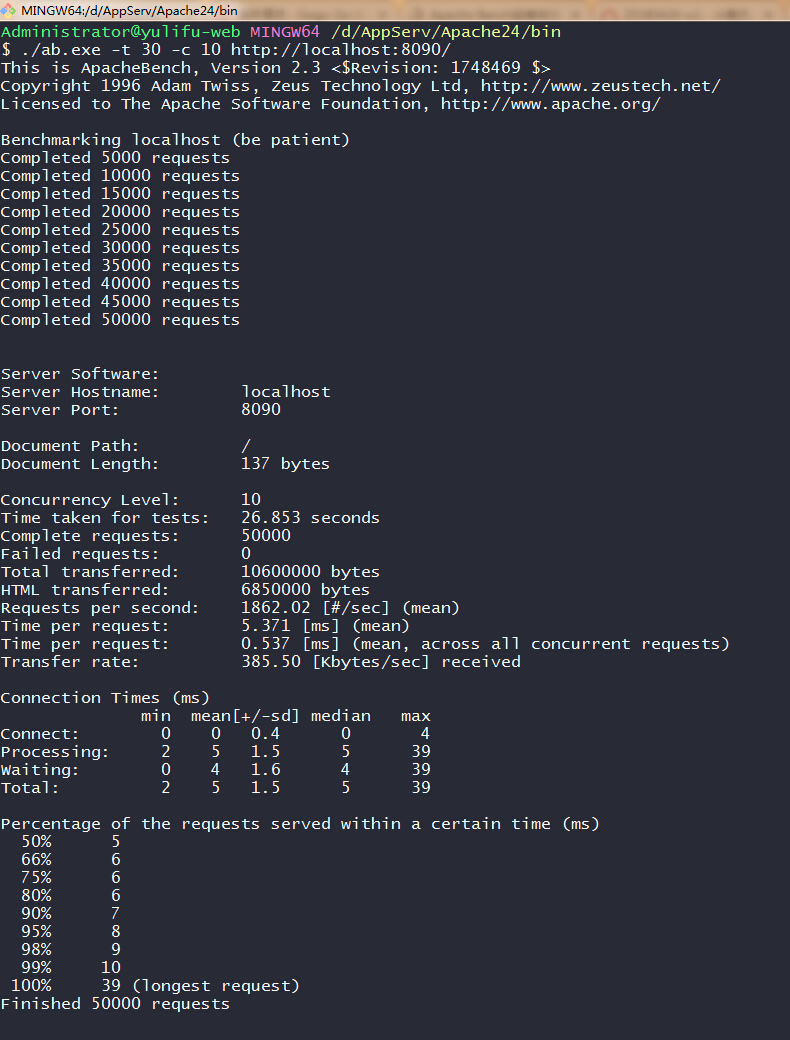 MINGW64:/d/AppServ/Apache24/bin
Administrator@yulifu-web MINGW64 /d/AppServ/Apache24/bin
$ ./ab.exe -t 30 -c 10 http://localhost:8090/
This is ApacheBench, Version 2.3 <$Revision: 1748469 $>
Copyright 1996 Adam Twiss, Zeus Technology Ltd, http://www.zeustech.net/
Licensed to The Apache Software Foundation, http://www.apache.org/

Benchmarking localhost (be patient)
Completed 5000 requests
Completed 10000 requests
Completed 15000 requests
Completed 20000 requests
Completed 25000 requests
Completed 30000 requests
Completed 35000 requests
Completed 40000 requests
Completed 45000 requests
Completed 50000 requests

Server Software:
Server Hostname:        localhost
Server Port:            8090

Document Path:          /
Document Length:        137 bytes

Concurrency Level:      10
Time taken for tests:   26.853 seconds
Complete requests:      50000
Failed requests:        0
Total transferred:      10600000 bytes
HTML transferred:       6850000 bytes
Requests per second:    1862.02 [#/sec] (mean)
Time per request:       5.371 [ms] (mean)
Time per request:       0.537 [ms] (mean, across all concurrent requests)
Transfer rate:          385.50 [Kbytes/sec] received

Connection Times (ms)
              min  mean[+/-sd] median   max
Connect:        0    0   0.4      0       4
Processing:     2    5   1.5      5      39
Waiting:        0    4   1.6      4      39
Total:          2    5   1.5      5      39

Percentage of the requests served within a certain time (ms)
  50%      5
  66%      6
  75%      6
  80%      6
  90%      7
  95%      8
  98%      9
  99%     10
 100%     39 (longest request)
Finished 50000 requests